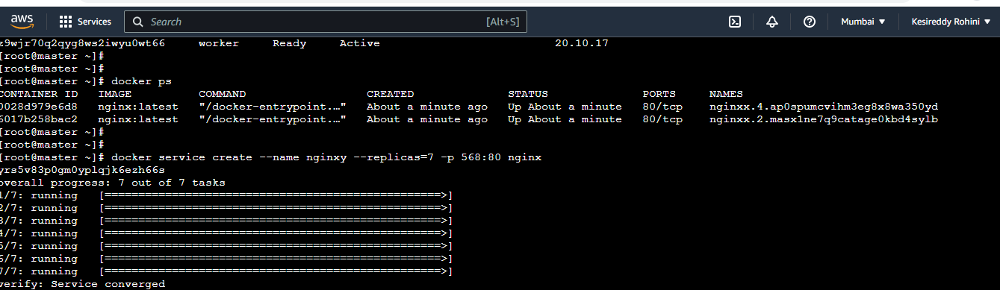 aws Services Search [Alt+S] Mumbai Kesireddy Rohini
z9wjr70q2qyg8ws2iwyu0wt66 worker Ready Active 20.10.17
[root@master ~]#
[root@master ~]#
[root@master ~]# docker ps
CONTAINER ID IMAGE COMMAND CREATED STATUS PORTS NAMES
0028d979e6d8 nginx:latest "/docker-entrypoint.…" About a minute ago Up About a minute 80/tcp nginxx.4.ap0spumcvihm3eg8x8wa350yd
5017b258bac2 nginx:latest "/docker-entrypoint.…" About a minute ago Up About a minute 80/tcp nginxx.2.masx1ne7q9catage0kbd4sylb
[root@master ~]#
[root@master ~]#
[root@master ~]# docker service create --name nginxy --replicas=7 -p 568:80 nginx
yrs5v83p0gm0yplqjk6ezh66s
overall progress: 7 out of 7 tasks
1/7: running [==================================================>]
2/7: running [==================================================>]
3/7: running [==================================================>]
4/7: running [==================================================>]
5/7: running [==================================================>]
6/7: running [==================================================>]
7/7: running [==================================================>]
verify: Service converged